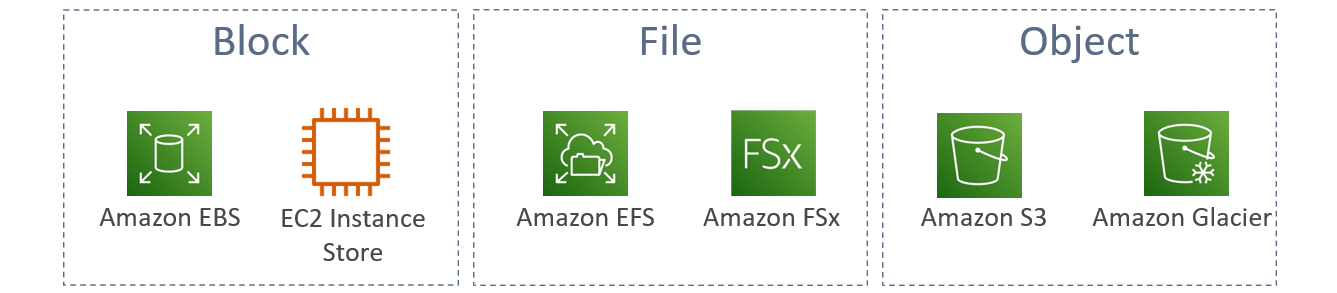 Block
Amazon EBS
EC2 Instance
Store
File
Amazon EFS
FSx
Amazon FSx
Object
Amazon S3
Amazon Glacier